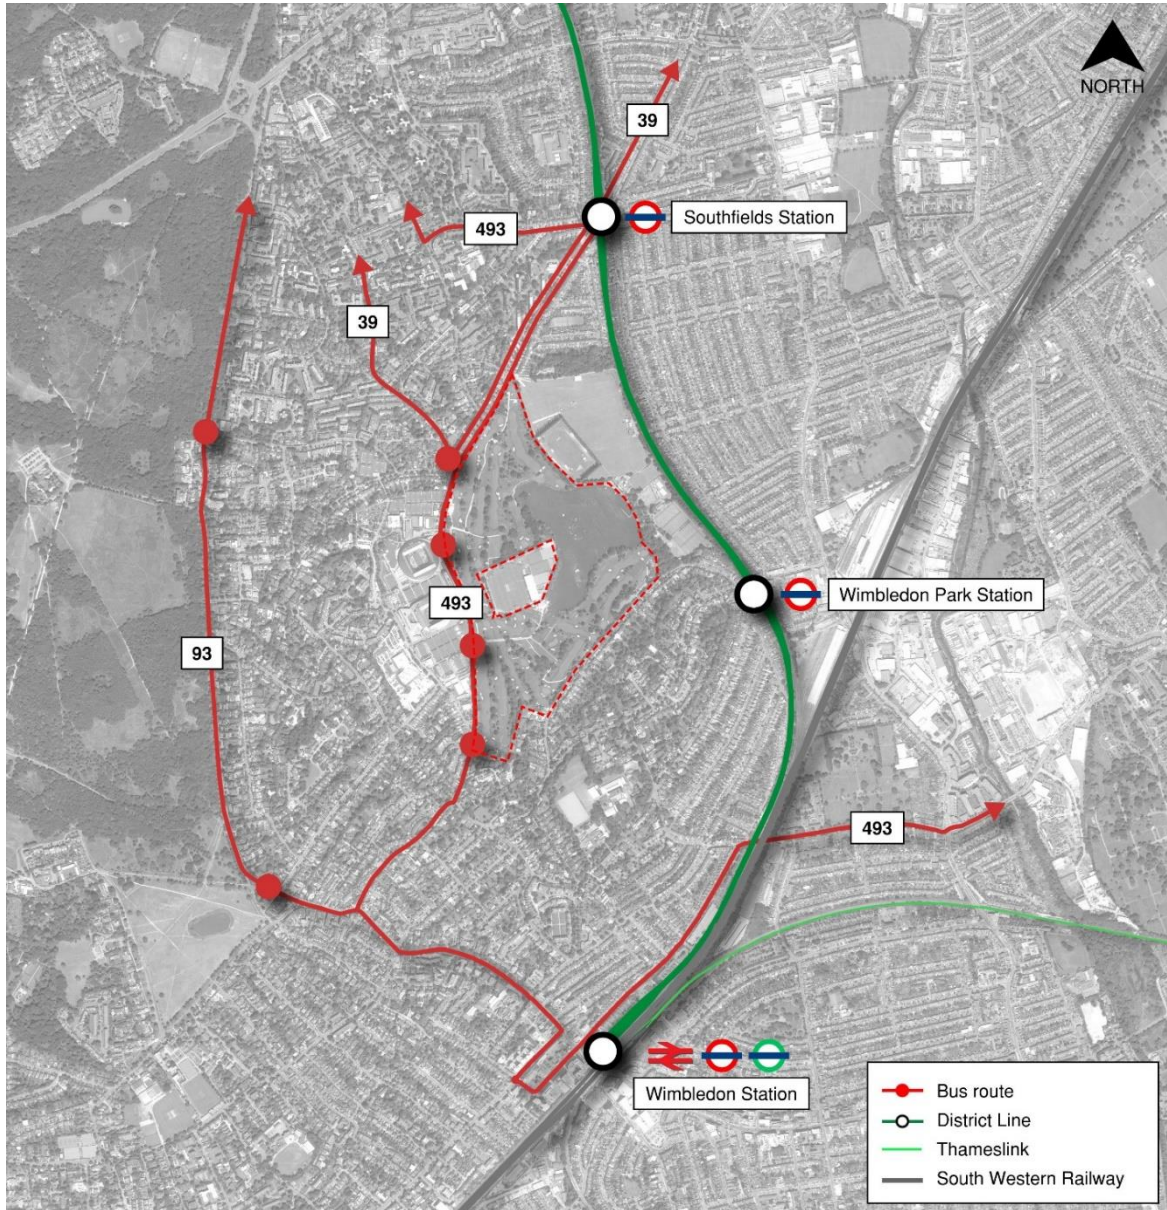 NORTH
39
Southfields Station
493
39
Wimbledon Park Station
493
93
493
Wimbledon Station
Bus route
District Line
Thameslink
South Western Railway